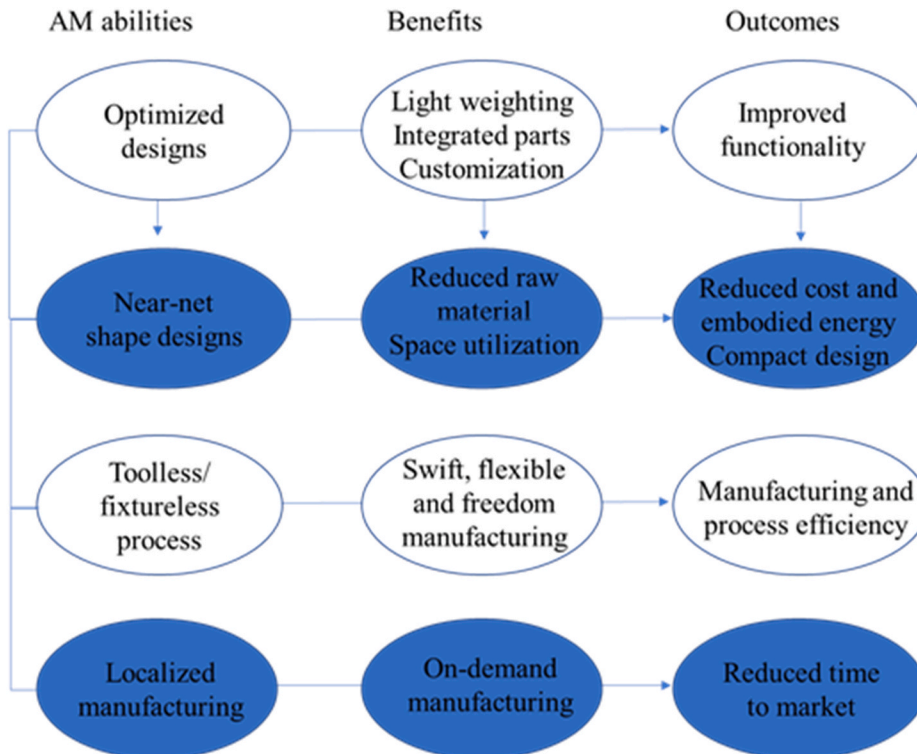 AM abilities
Benefits
Outcomes
Optimized
designs
Light weighting
Integrated parts
Customization
Improved
functionality
Near-net
shape designs
Reduced raw
material
Space utilization
Reduced cost and
embodied energy
Compact design
Toolless/
fixtureless
process
Swift, flexible
and freedom
manufacturing
Manufacturing and
process efficiency
Localized
manufacturing
On-demand
manufacturing
Reduced time
to market